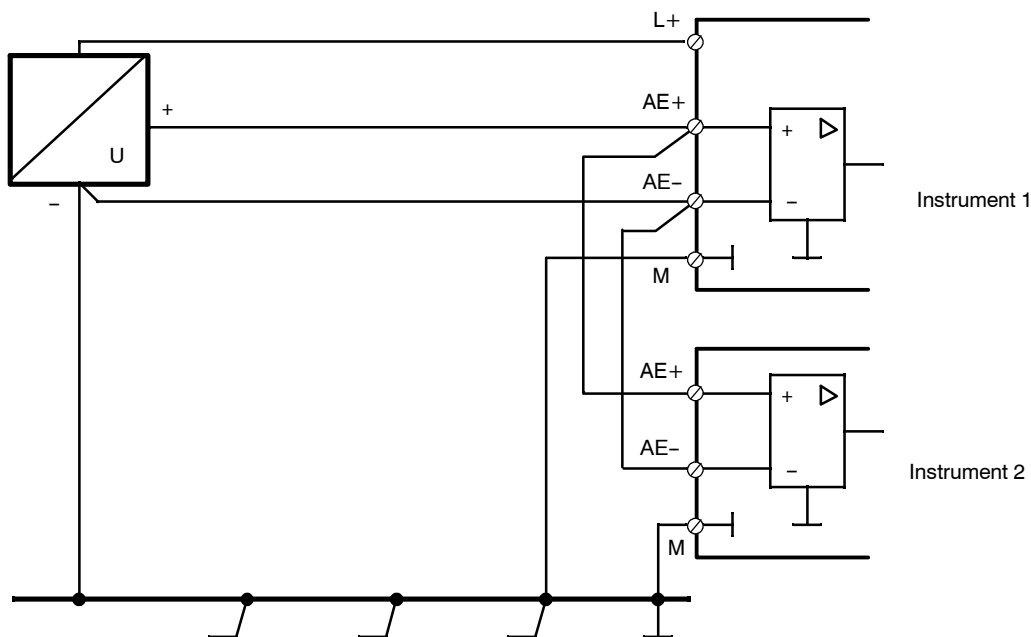 L+
AE+
+
+
U
AE–
–
–
Instrument 1
M
AE+
+
AE–
–
Instrument 2
M